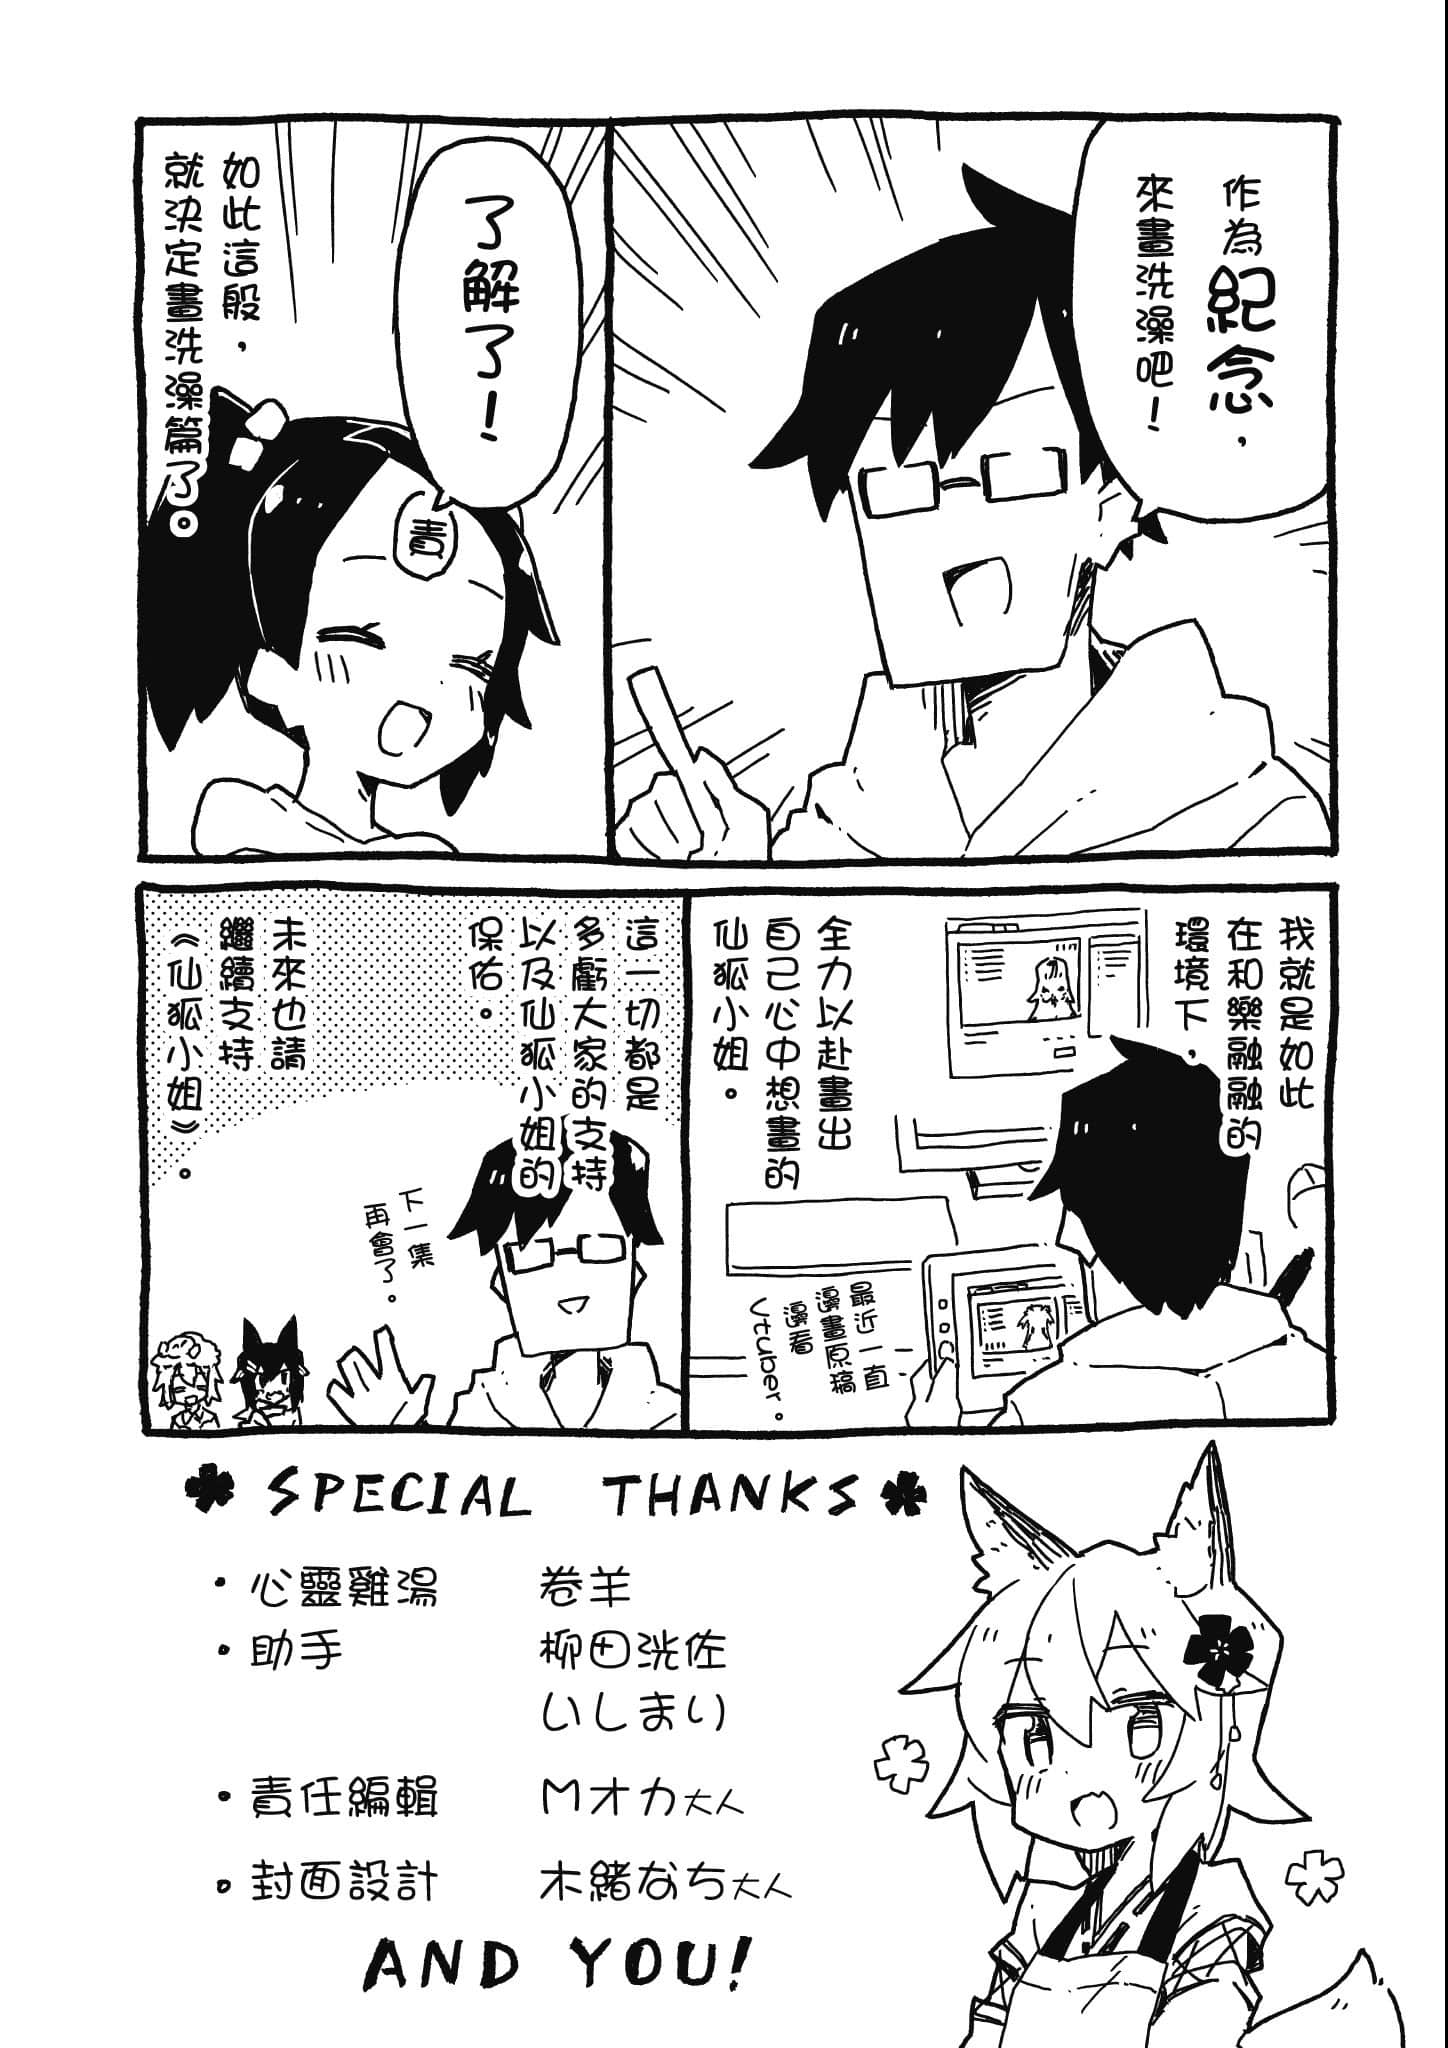 作為紀念，
來畫洗澡吧！
了解了！
責
如此這般，
就決定畫洗澡篇了。
我就是如此
在和樂融融的
環境下，
全力以赴畫出
自己心中想畫的
仙狐小姐。
最近一直
邊畫原稿
邊看
Vtuber。
這一切都是
多虧大家的支持
以及仙狐小姐的
保佑。
未來也請
繼續支持
《仙狐小姐》。
下一集
再會了。
SPECIAL THANKS
・心靈雞湯 卷羊
・助手 柳田洸佐
いしまり
・責任編輯 Mオカ大人
・封面設計 木緒なち大人
AND YOU!